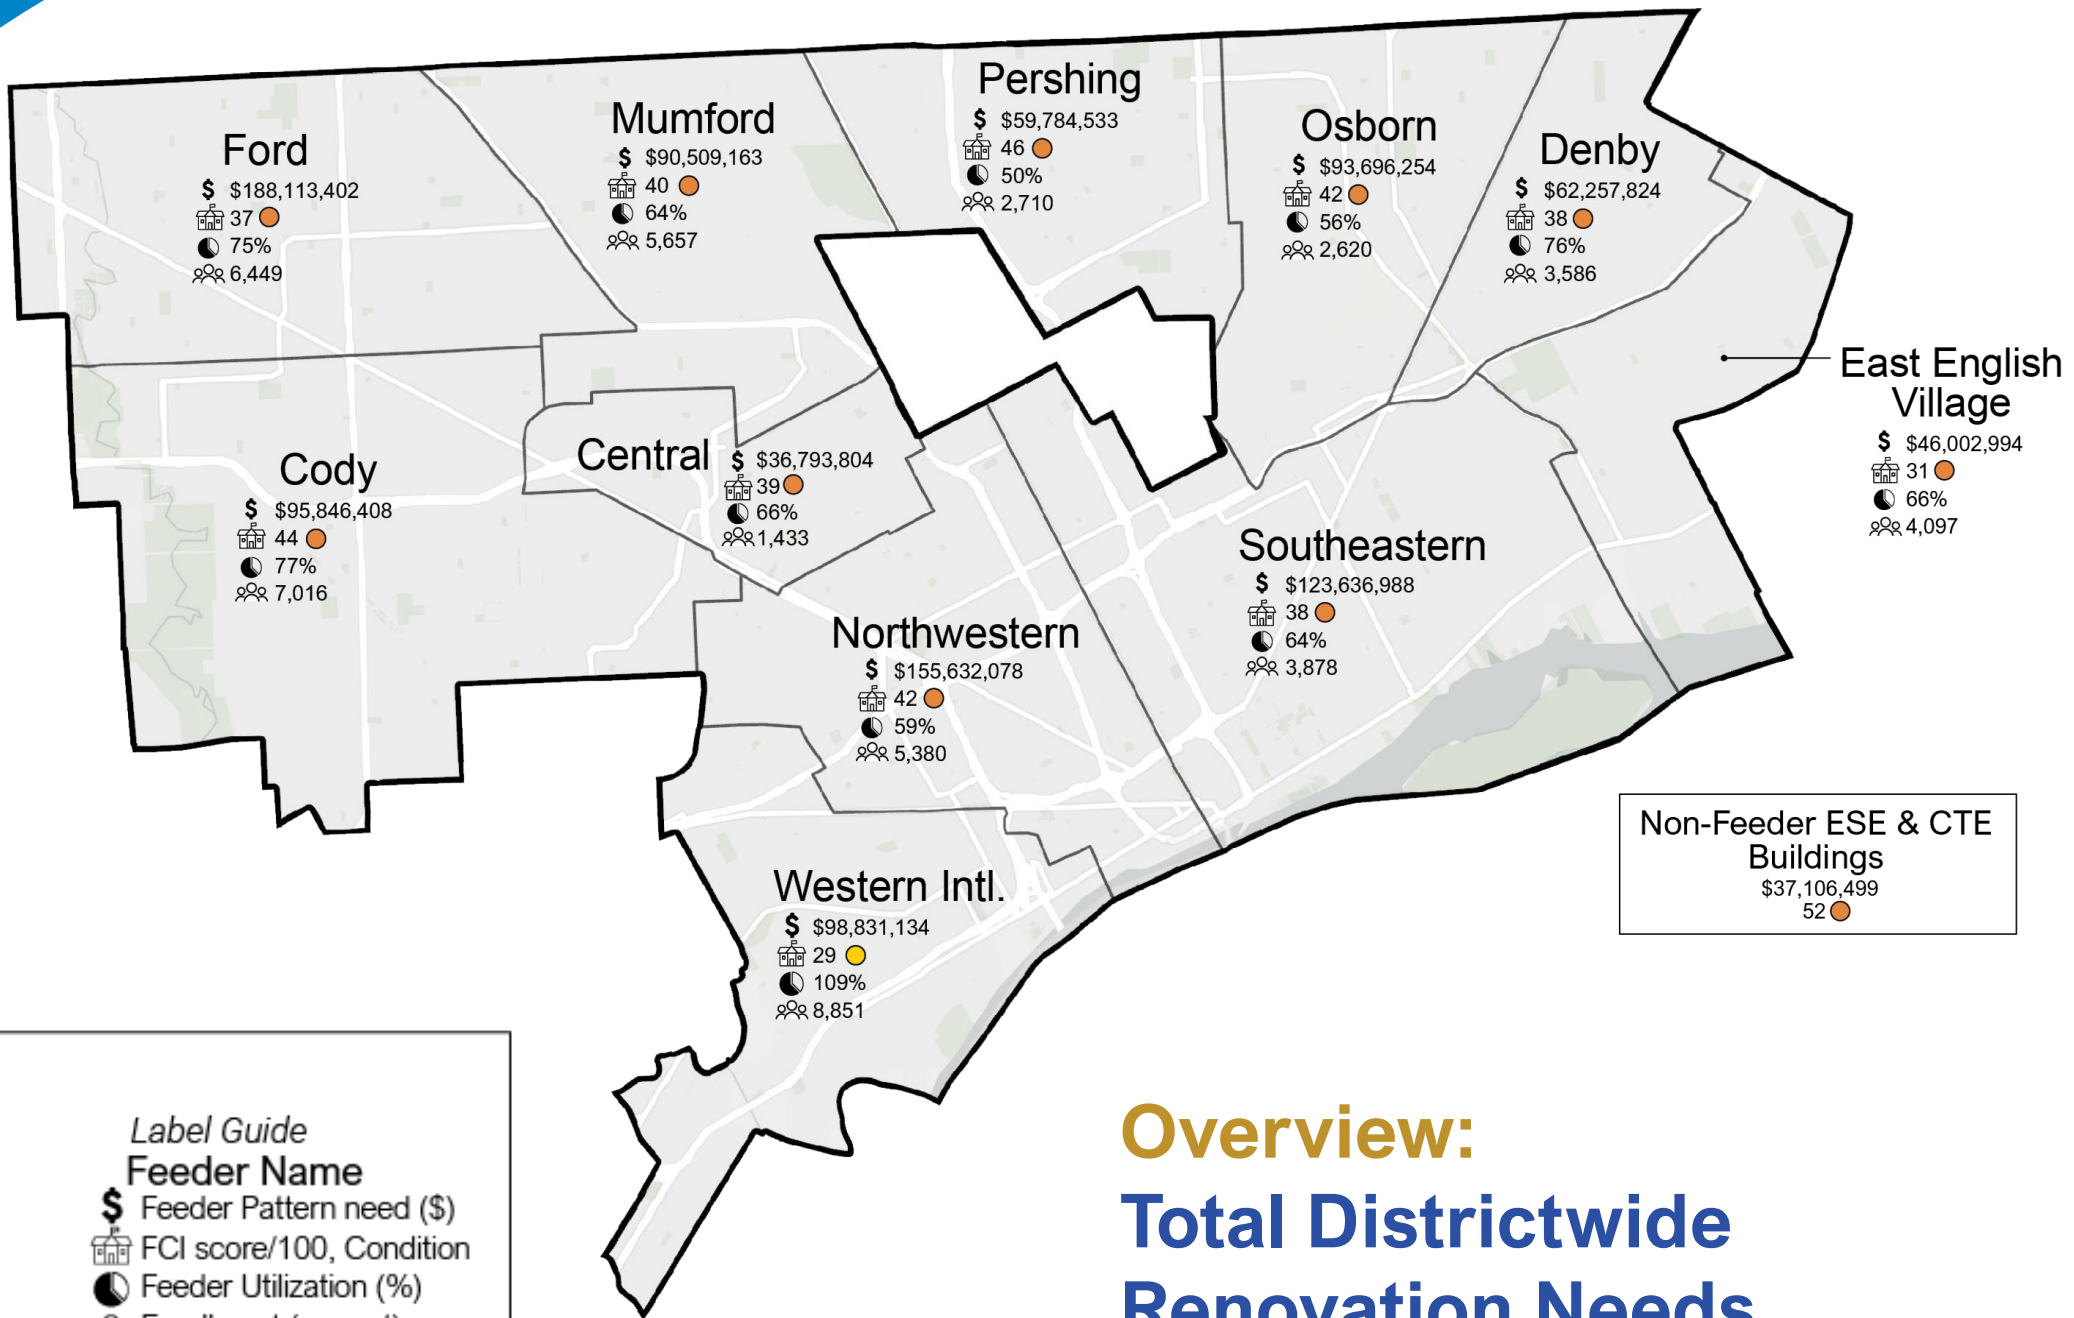 Pershing
$ $59,784,533
46
50%
2,710
Mumford
$ $90,509,163
40
64%
5,657
Osborn
$ $93,696,254
42
56%
2,620
Ford
$ $188,113,402
37
75%
6,449
Denby
$ $62,257,824
38
76%
3,586
East English
Village
$ $46,002,994
31
66%
4,097
Central
$ $36,793,804
39
66%
1,433
Cody
$ $95,846,408
44
77%
7,016
Southeastern
$ $123,636,988
38
64%
3,878
Northwestern
$ $155,632,078
42
59%
5,380
Non-Feeder ESE & CTE
Buildings
$37,106,499
52
Western Intl.
$ $98,831,134
29
109%
8,851
Label Guide
Feeder Name
$ Feeder Pattern need ($)
FCI score/100, Condition
Feeder Utilization (%)
Overview:
Total Districtwide
Renovation Needs